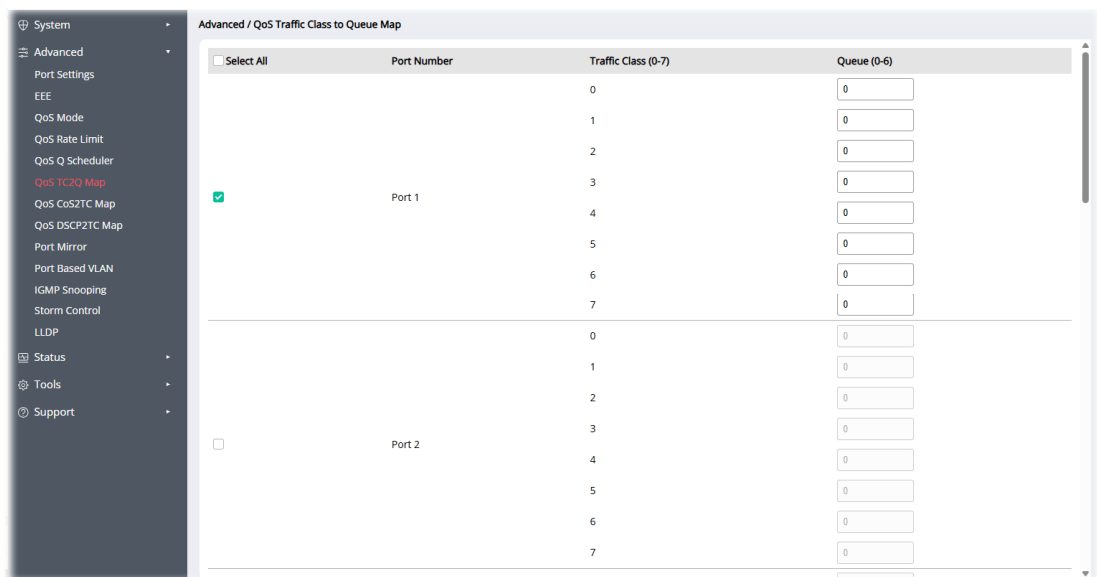 System
Advanced
Port Settings
EEE
QoS Mode
QoS Rate Limit
QoS Q Scheduler
QoS TC2Q Map
QoS CoS2TC Map
QoS DSCP2TC Map
Port Mirror
Port Based VLAN
IGMP Snooping
Storm Control
LLDP
Status
Tools
Support
Advanced / QoS Traffic Class to Queue Map
Select All Port Number Traffic Class (0-7) Queue (0-6)
Port 1
0 0
1 0
2 0
3 0
4 0
5 0
6 0
7 0
Port 2
0 0
1 0
2 0
3 0
4 0
5 0
6 0
7 0